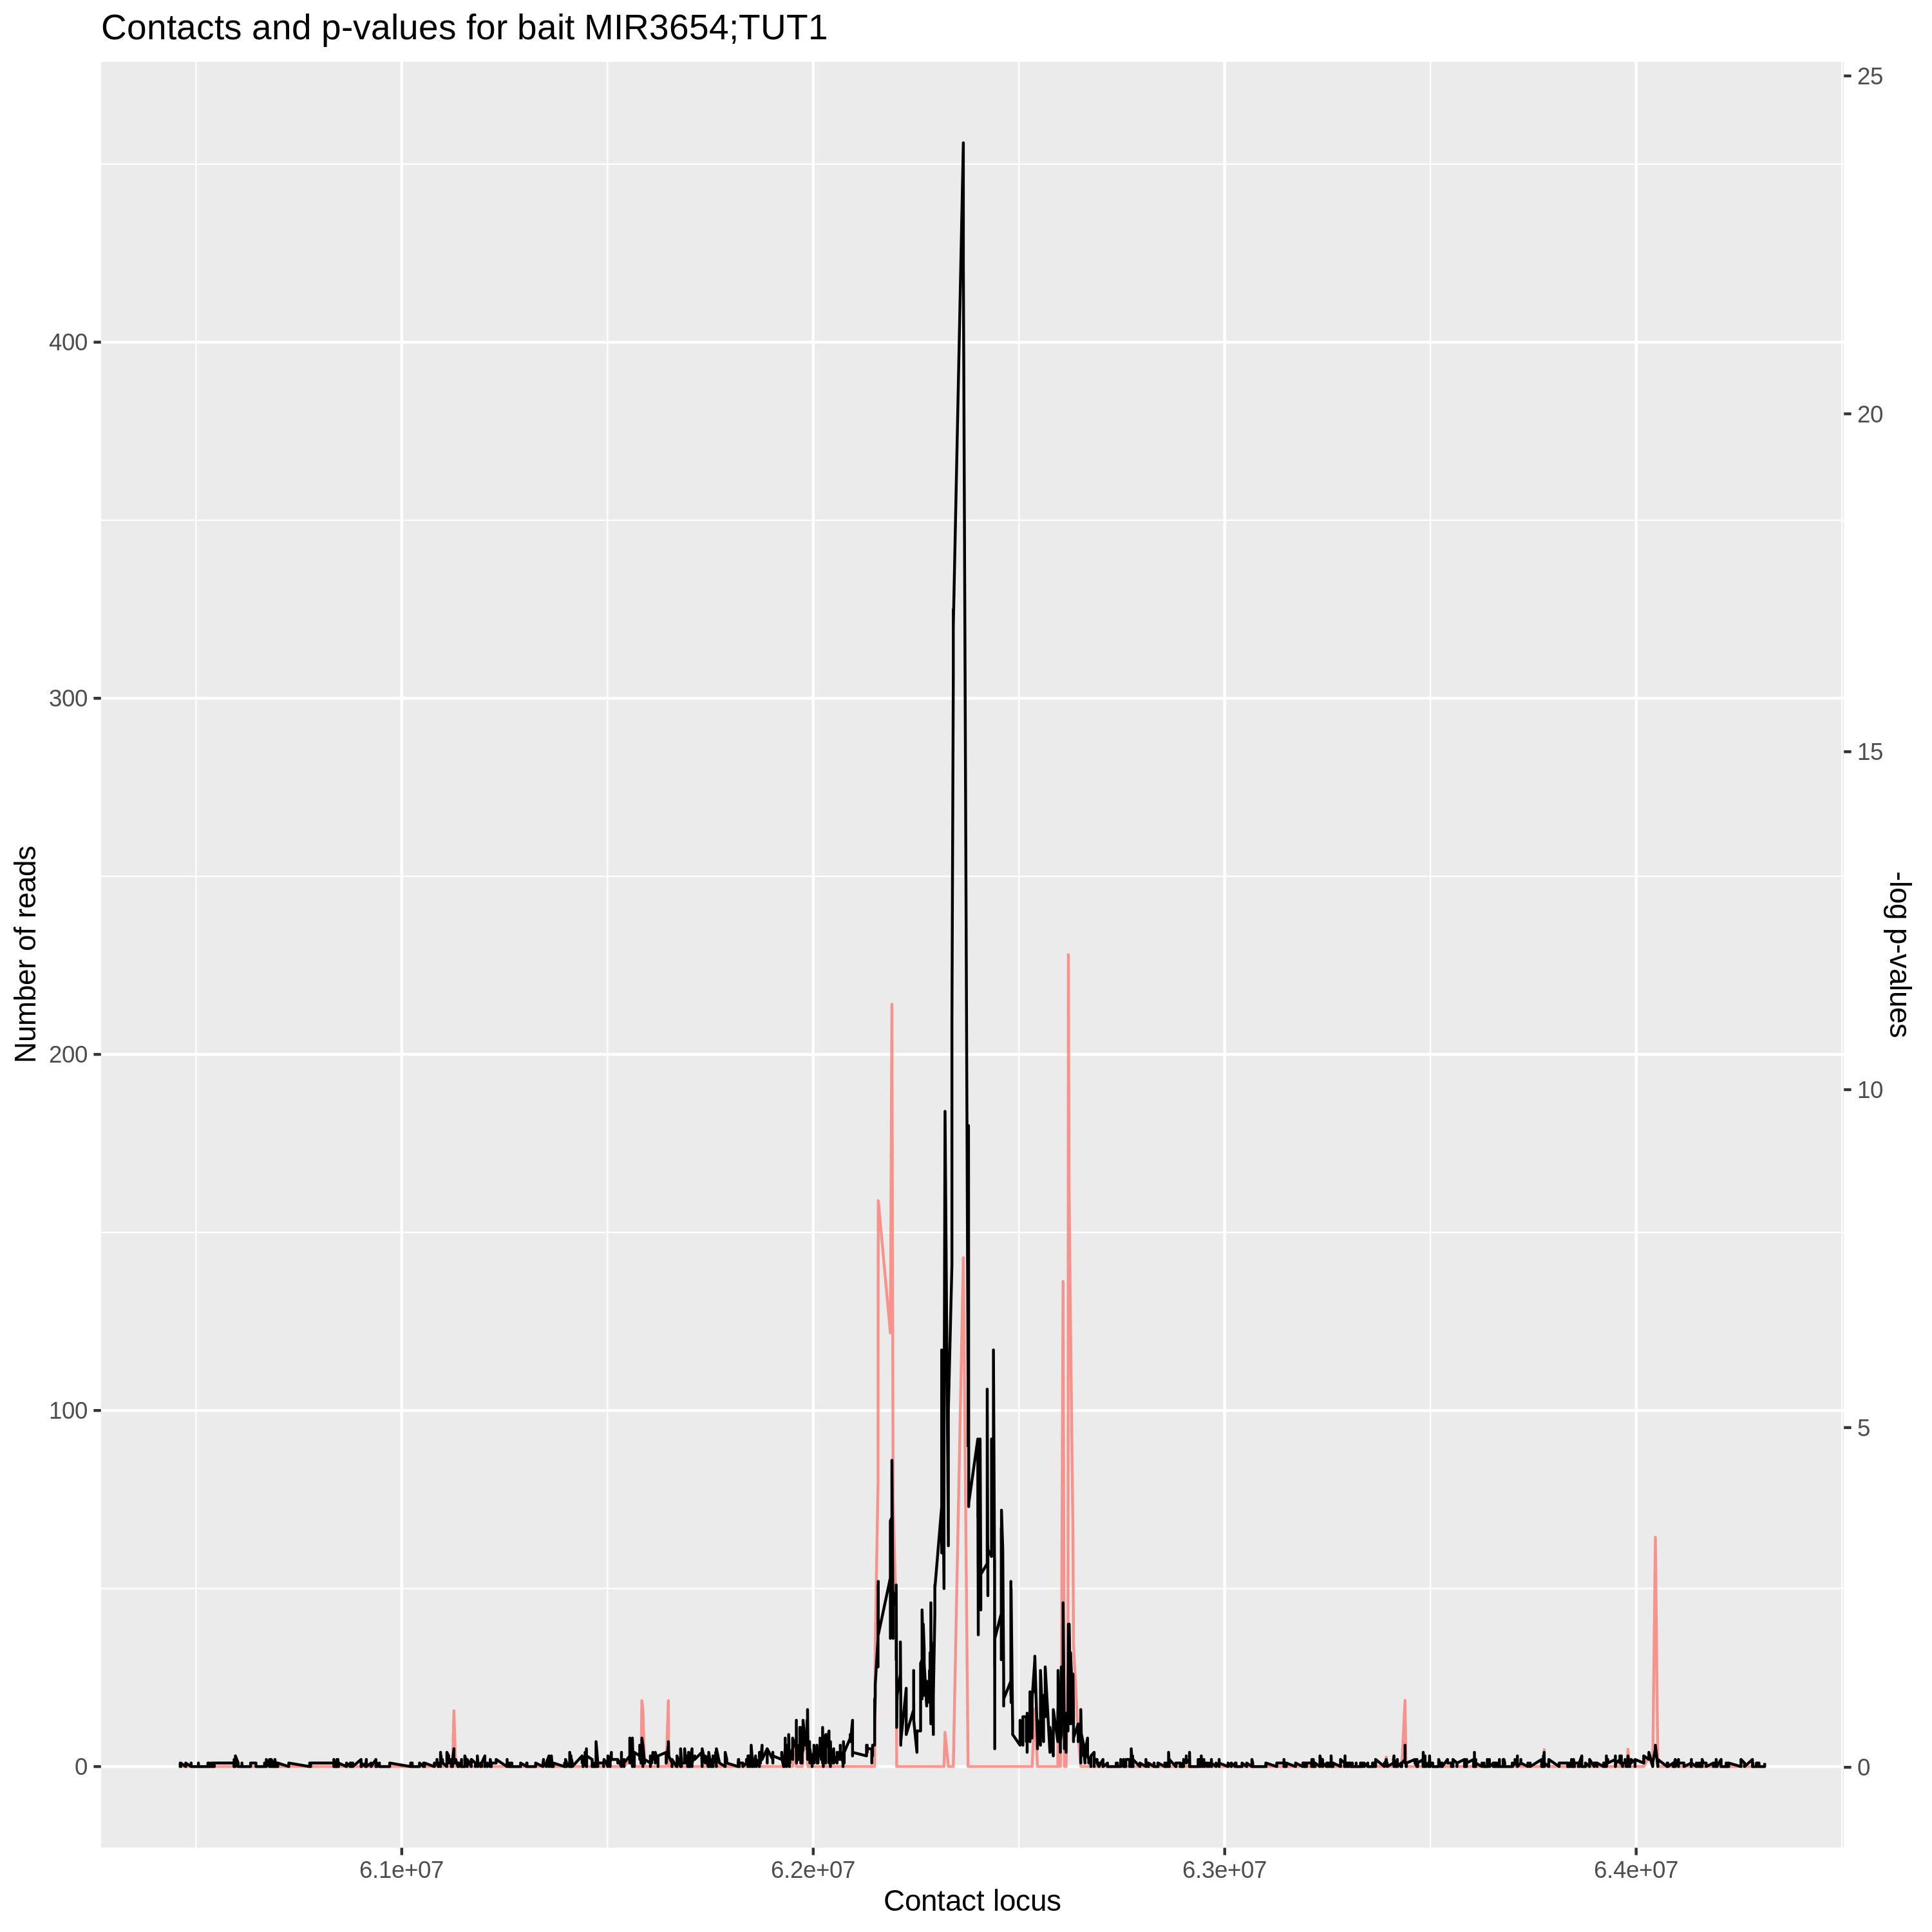 Contacts and p-values for bait MIR3654;TUT1
Number of reads
400
300
200
100
0
25
20
15
10
5
0
-log p-values
6.1e+07
6.2e+07
6.3e+07
6.4e+07
Contact locus